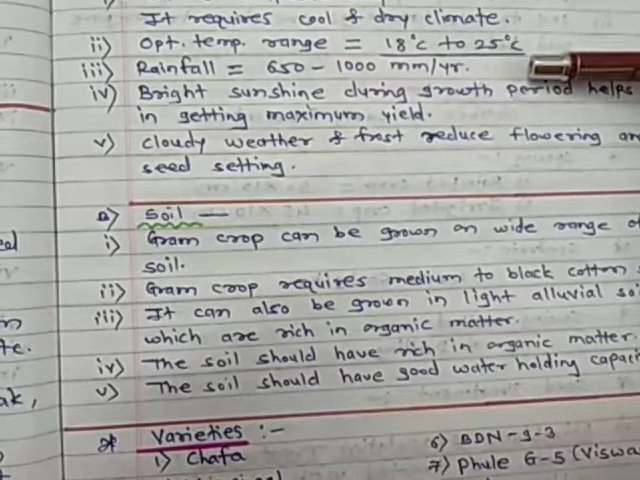 It requires cool & dry climate.
ii) Opt. temp. range = 18°c to 25°c
iii) Rainfall = 650 - 1000 mm/yr.
iv) Bright sunshine during growth period helps
in getting maximum yield.
v) cloudy weather & frost reduce flowering an
seed setting.
Soil —
i) Gram crop can be grown on wide range of
soil.
ii) Gram crop requires medium to black cotton
iii) It can also be grown in light alluvial soi
which are rich in organic matter.
iv) The soil should have rich in organic matter.
v) The soil should have good water holding capaci
* Varieties :-
1) Chafa
6) BDN-9-3
7) Phule G-5 (Viswa